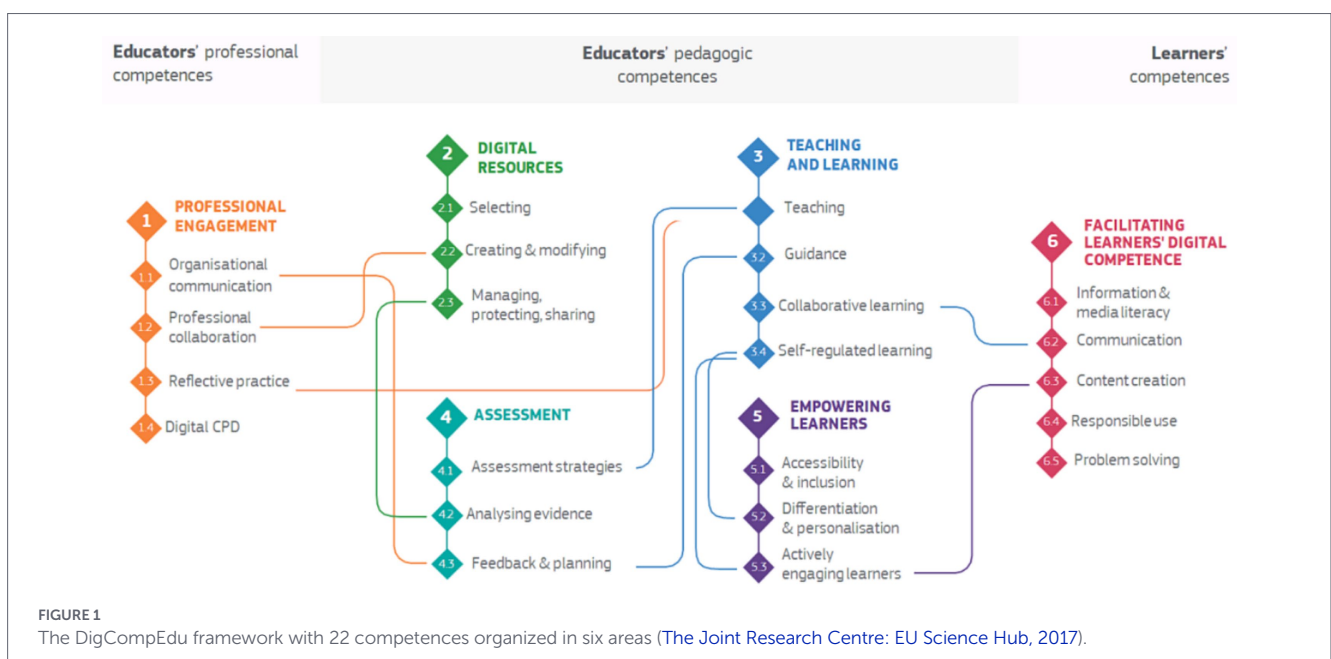 Educators' professional
competences
Educators' pedagogic
competences
Learners'
competences
1
PROFESSIONAL
ENGAGEMENT
1.1
Organisational
communication
1.2
Professional
collaboration
1.3
Reflective practice
1.4
Digital CPD
2
DIGITAL
RESOURCES
2.1
Selecting
2.2
Creating & modifying
2.3
Managing,
protecting, sharing
4
ASSESSMENT
4.1
Assessment strategies
4.2
Analysing evidence
4.3
Feedback & planning
3
TEACHING
AND LEARNING
Teaching
3.2
Guidance
3.3
Collaborative learning
3.4
Self-regulated learning
5
EMPOWERING
LEARNERS
5.1
Accessibility
& inclusion
5.2
Differentiation
& personalisation
5.3
Actively
engaging learners
6
FACILITATING
LEARNERS' DIGITAL
COMPETENCE
6.1
Information &
media literacy
6.2
Communication
6.3
Content creation
6.4
Responsible use
6.5
Problem solving
FIGURE 1
The DigCompEdu framework with 22 competences organized in six areas (The Joint Research Centre: EU Science Hub, 2017).